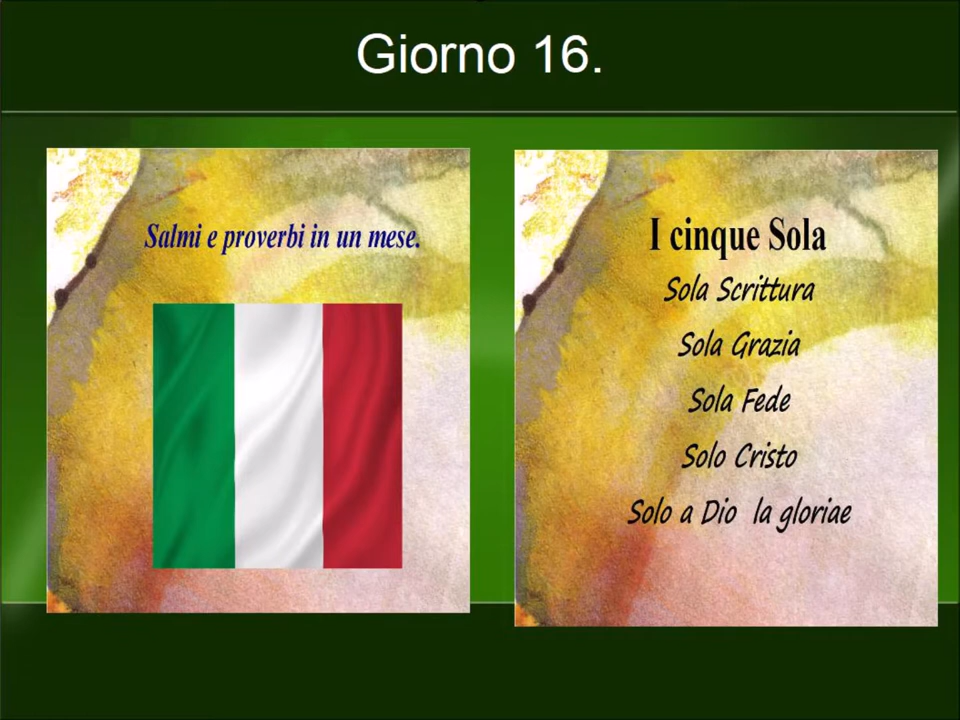 Giorno 16.
Salmi e proverbi in un mese.
I cinque Sola
Sola Scrittura
Sola Grazia
Sola Fede
Solo Cristo
Solo a Dio la gloriae